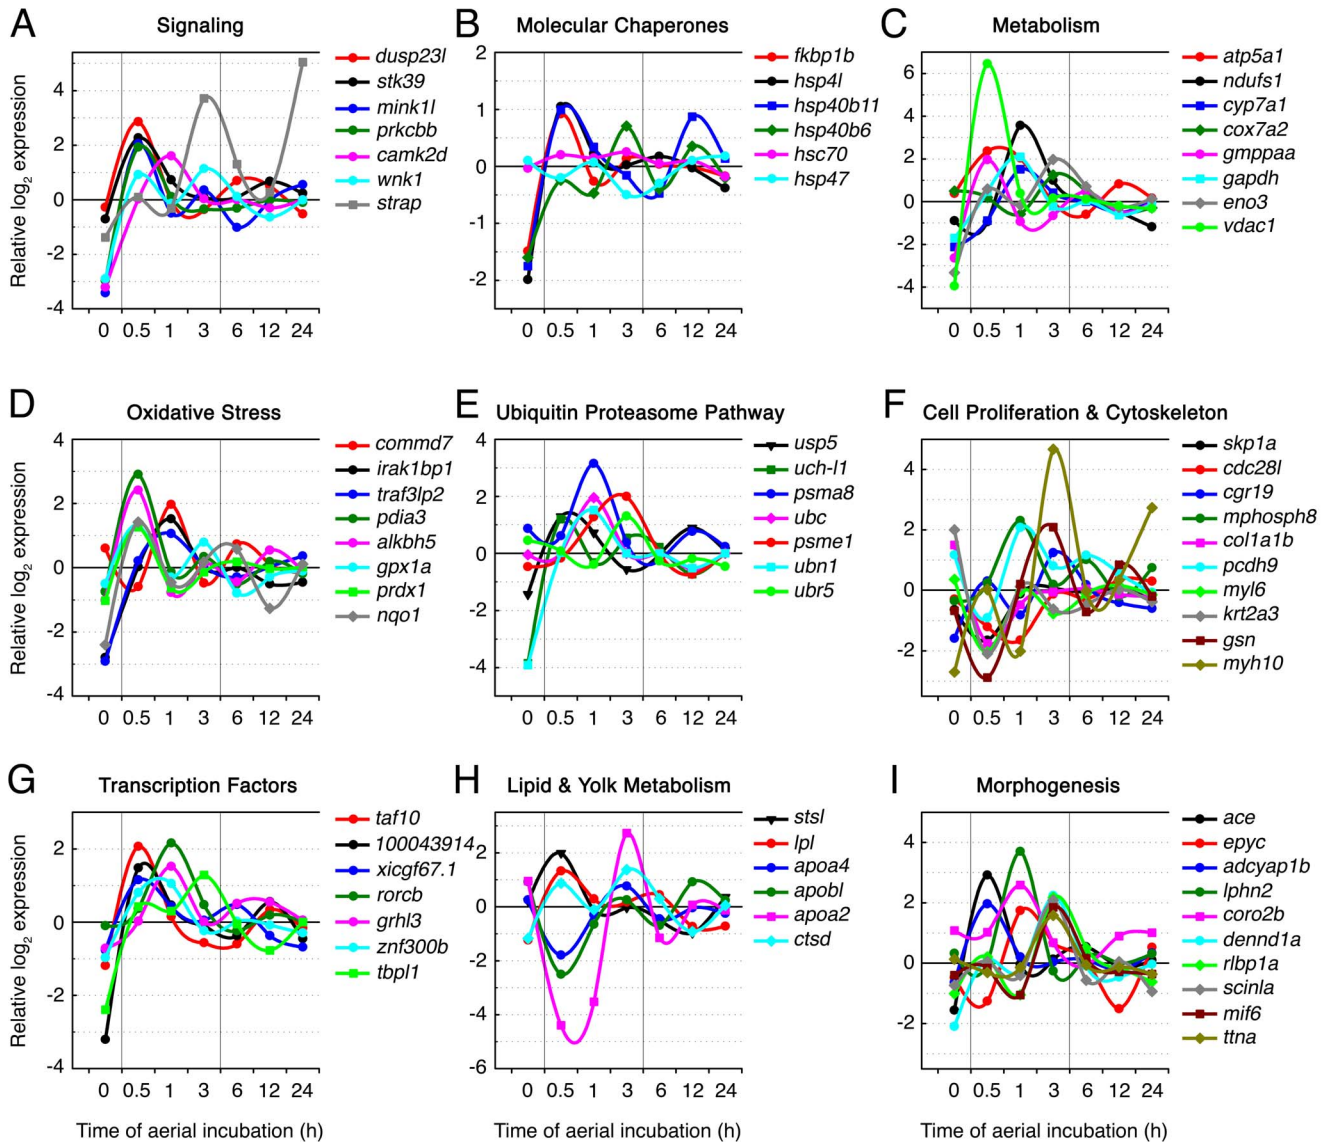 A Signaling
Relative log2 expression
4
2
0
-2
-4
0 0.5 1 3 6 12 24
dusp23l
stk39
mink1l
prkcbb
camk2d
wnk1
strap
B Molecular Chaperones
2
1
0
-1
-2
0 0.5 1 3 6 12 24
fkbp1b
hsp4l
hsp40b11
hsp40b6
hsc70
hsp47
C Metabolism
6
4
2
0
-2
-4
0 0.5 1 3 6 12 24
atp5a1
ndufs1
cyp7a1
cox7a2
gmppaa
gapdh
eno3
vdac1
D Oxidative Stress
Relative log2 expression
4
2
0
-2
-4
0 0.5 1 3 6 12 24
commd7
irak1bp1
traf3lp2
pdia3
alkbh5
gpx1a
prdx1
nqo1
E Ubiquitin Proteasome Pathway
4
2
0
-2
-4
0 0.5 1 3 6 12 24
usp5
uch-l1
psma8
ubc
psme1
ubn1
ubr5
F Cell Proliferation & Cytoskeleton
4
2
0
-2
0 0.5 1 3 6 12 24
skp1a
cdc28l
cgr19
mphosph8
col1a1b
pcdh9
myl6
krt2a3
gsn
myh10
G Transcription Factors
Relative log2 expression
2
0
-2
-4
0 0.5 1 3 6 12 24
Time of aerial incubation (h)
taf10
100043914
xicgf67.1
rorcb
grhl3
znf300b
tbpl1
H Lipid & Yolk Metabolism
2
0
-2
-4
-6
0 0.5 1 3 6 12 24
Time of aerial incubation (h)
stsl
lpl
apoa4
apobl
apoa2
ctsd
I Morphogenesis
4
2
0
-2
0 0.5 1 3 6 12 24
Time of aerial incubation (h)
ace
epyc
adcyap1b
lphn2
coro2b
dennd1a
rlbp1a
scinla
mif6
ttna